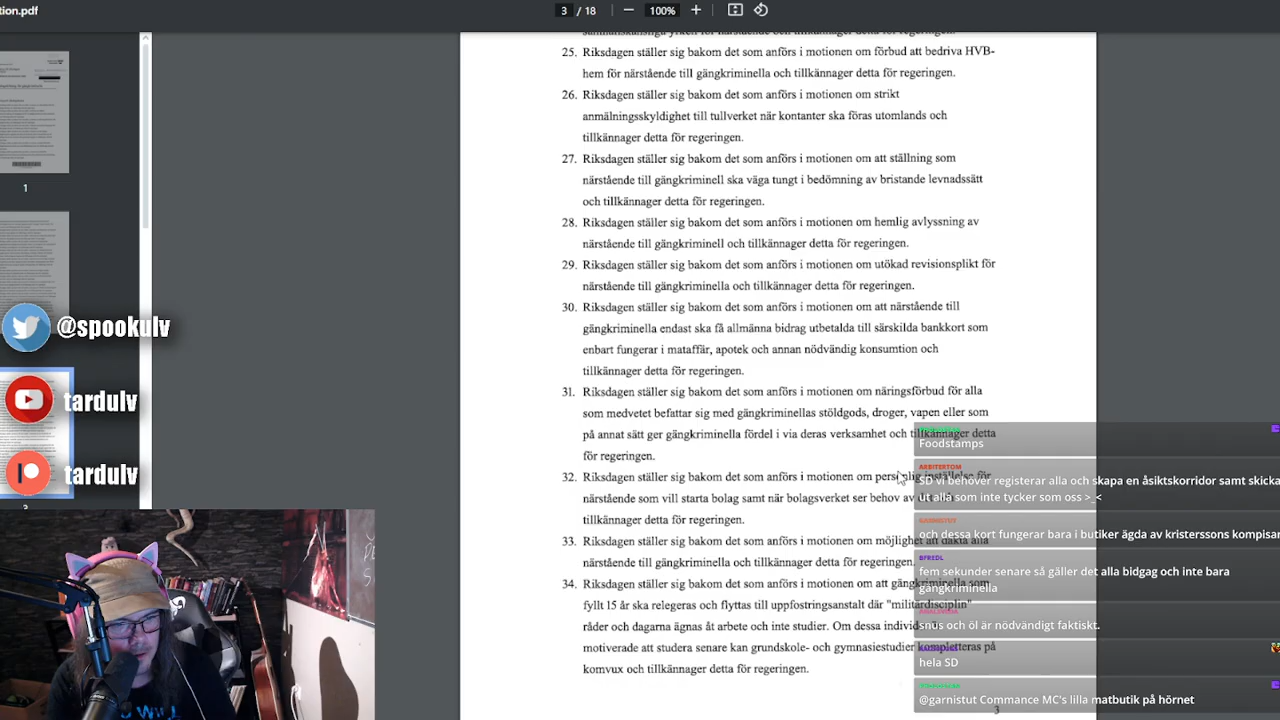 tion.pdf
3 / 18
100%
25. Riksdagen ställer sig bakom det som anförs i motionen om förbud att bedriva HVB-
hem för närstående till gängkriminella och tillkännager detta för regeringen.
26. Riksdagen ställer sig bakom det som anförs i motionen om strikt
anmälningsskyldighet till tullverket när kontanter ska föras utomlands och
tillkännager detta för regeringen.
27. Riksdagen ställer sig bakom det som anförs i motionen om att ställning som
närstående till gängkriminell ska väga tungt i bedömning av bristande levnadssätt
och tillkännager detta för regeringen.
28. Riksdagen ställer sig bakom det som anförs i motionen om hemlig avlyssning av
närstående till gängkriminell och tillkännager detta för regeringen.
29. Riksdagen ställer sig bakom det som anförs i motionen om utökad revisionsplikt för
närstående till gängkriminella och tillkännager detta för regeringen.
30. Riksdagen ställer sig bakom det som anförs i motionen om att närstående till
gängkriminella endast ska få allmänna bidrag utbetalda till särskilda bankkort som
enbart fungerar i mataffär, apotek och annan nödvändig konsumtion och
tillkännager detta för regeringen.
31. Riksdagen ställer sig bakom det som anförs i motionen om näringsförbud för alla
som medvetet befattar sig med gängkriminellas stöldgods, droger, vapen eller som
på annat sätt ger gängkriminella fördel i via deras verksamhet och tillkännager detta
för regeringen.
32. Riksdagen ställer sig bakom det som anförs i motionen om personlig inställelse för
närstående som vill starta bolag samt när bolagsverket ser behov av
tillkännager detta för regeringen.
33. Riksdagen ställer sig bakom det som anförs i motionen om möjlighet att alla
närstående till gängkriminella och tillkännager detta för regeringen.
34. Riksdagen ställer sig bakom det som anförs i motionen om att gängkriminella som
fyllt 15 år ska relegeras och flyttas till uppfostringsanstalt där "militärdisciplin"
råder och dagarna ägnas åt arbete och inte studier. Om dessa individer
motiverade att studera senare kan grundskole- och gymnasiestudier kompletteras på
komvux och tillkännager detta för regeringen.
3
1
@spookulv
tardulv
tardulv
Foodstamps
ARBITERTOM
SD vi behöver registerar alla och skapa en åsiktskorridor samt skicka
ut alla som inte tycker som oss >_<
och dessa kort fungerar bara i butiker ägda av kristerssons kompisar
BFREDL
fem sekunder senare så gäller det alla bidgag och inte bara
gängkriminella
snus och öl är nödvändigt faktiskt.
hela SD
@garnistut Commance MC's lilla matbutik på hörnet